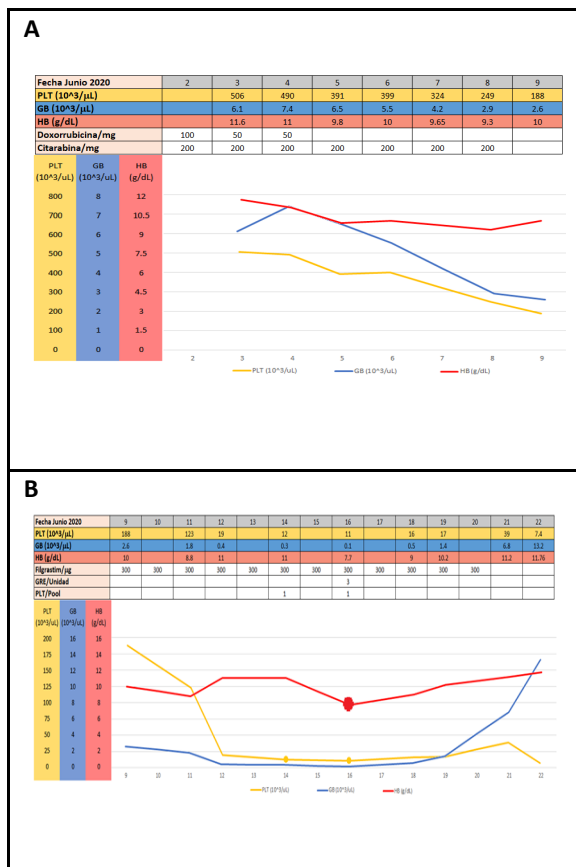 A
Fecha Junio 2020 2 3 4 5 6 7 8 9
PLT (10^3/µL) 506 490 391 399 324 249 188
GB (10^3/µL) 6.1 7.4 6.5 5.5 4.2 2.9 2.6
HB (g/dL) 11.6 11 9.8 10 9.65 9.3 10
Doxorrubicina/mg 100 50 50
Citarabina/mg 200 200 200 200 200 200 200
PLT GB HB
(10^3/uL) (10^3/uL) (g/dL)
800 8 12
700 7 10.5
600 6 9
500 5 7.5
400 4 6
300 3 4.5
200 2 3
100 1 1.5
0 0 0
2 3 4 5 6 7 8 9
PLT (10^3/uL) GB (10^3/uL) HB (g/dL)
B
Fecha Junio 2020 9 10 11 12 13 14 15 16 18 19 20 21 22
PLT (10^3/µL) 188 123 19 12 11 16 17 39 7.4
GB (10^3/µL) 2.6 1.8 0.4 0.3 0.1 0.5 1.4 6.8 13.2
HB (g/dL) 10 8.8 11 11 7.7 9 10.2 11.2 11.76
Filgrastim/µg 300 300 300 300 300 300 300 300 300 300 300
GRE/Unidad 3
PLT/Pool 1 1
PLT GB HB
(10^3/uL) (10^3/uL) (g/dL)
200 16 16
175 14 14
150 12 12
125 10 10
100 8 8
75 6 6
50 4 4
25 2 2
0 0 0
9 10 11 12 13 14 15 16 17 18 19 20 21 22
PLT (10^3/uL) GB (10^3/uL) HB (g/dL)